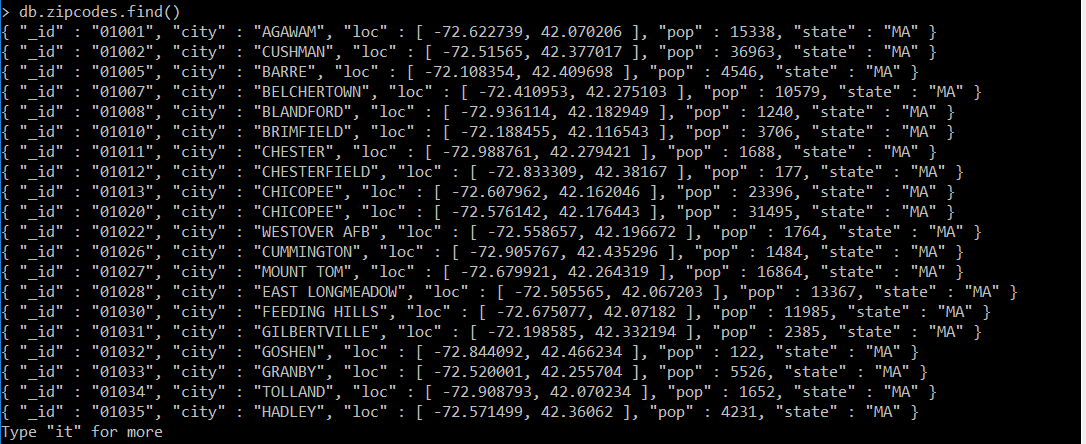 > db.zipcodes.find()
{ "_id" : "01001", "city" : "AGAWAM", "loc" : [ -72.622739, 42.070206 ], "pop" : 15338, "state" : "MA" }
{ "_id" : "01002", "city" : "CUSHMAN", "loc" : [ -72.51565, 42.377017 ], "pop" : 36963, "state" : "MA" }
{ "_id" : "01005", "city" : "BARRE", "loc" : [ -72.108354, 42.409698 ], "pop" : 4546, "state" : "MA" }
{ "_id" : "01007", "city" : "BELCHERTOWN", "loc" : [ -72.410953, 42.275103 ], "pop" : 10579, "state" : "MA" }
{ "_id" : "01008", "city" : "BLANDFORD", "loc" : [ -72.936114, 42.182949 ], "pop" : 1240, "state" : "MA" }
{ "_id" : "01010", "city" : "BRIMFIELD", "loc" : [ -72.188455, 42.116543 ], "pop" : 3706, "state" : "MA" }
{ "_id" : "01011", "city" : "CHESTER", "loc" : [ -72.988761, 42.279421 ], "pop" : 1688, "state" : "MA" }
{ "_id" : "01012", "city" : "CHESTERFIELD", "loc" : [ -72.833309, 42.38167 ], "pop" : 177, "state" : "MA" }
{ "_id" : "01013", "city" : "CHICOPEE", "loc" : [ -72.607962, 42.162046 ], "pop" : 23396, "state" : "MA" }
{ "_id" : "01020", "city" : "CHICOPEE", "loc" : [ -72.576142, 42.176443 ], "pop" : 31495, "state" : "MA" }
{ "_id" : "01022", "city" : "WESTOVER AFB", "loc" : [ -72.558657, 42.196672 ], "pop" : 1764, "state" : "MA" }
{ "_id" : "01026", "city" : "CUMMINGTON", "loc" : [ -72.905767, 42.435296 ], "pop" : 1484, "state" : "MA" }
{ "_id" : "01027", "city" : "MOUNT TOM", "loc" : [ -72.679921, 42.264319 ], "pop" : 16864, "state" : "MA" }
{ "_id" : "01028", "city" : "EAST LONGMEADOW", "loc" : [ -72.505565, 42.067203 ], "pop" : 13367, "state" : "MA" }
{ "_id" : "01030", "city" : "FEEDING HILLS", "loc" : [ -72.675077, 42.07182 ], "pop" : 11985, "state" : "MA" }
{ "_id" : "01031", "city" : "GILBERTVILLE", "loc" : [ -72.198585, 42.332194 ], "pop" : 2385, "state" : "MA" }
{ "_id" : "01032", "city" : "GOSHEN", "loc" : [ -72.844092, 42.466234 ], "pop" : 122, "state" : "MA" }
{ "_id" : "01033", "city" : "GRANBY", "loc" : [ -72.520001, 42.255704 ], "pop" : 5526, "state" : "MA" }
{ "_id" : "01034", "city" : "TOLLAND", "loc" : [ -72.908793, 42.070234 ], "pop" : 1652, "state" : "MA" }
{ "_id" : "01035", "city" : "HADLEY", "loc" : [ -72.571499, 42.36062 ], "pop" : 4231, "state" : "MA" }
Type "it" for more